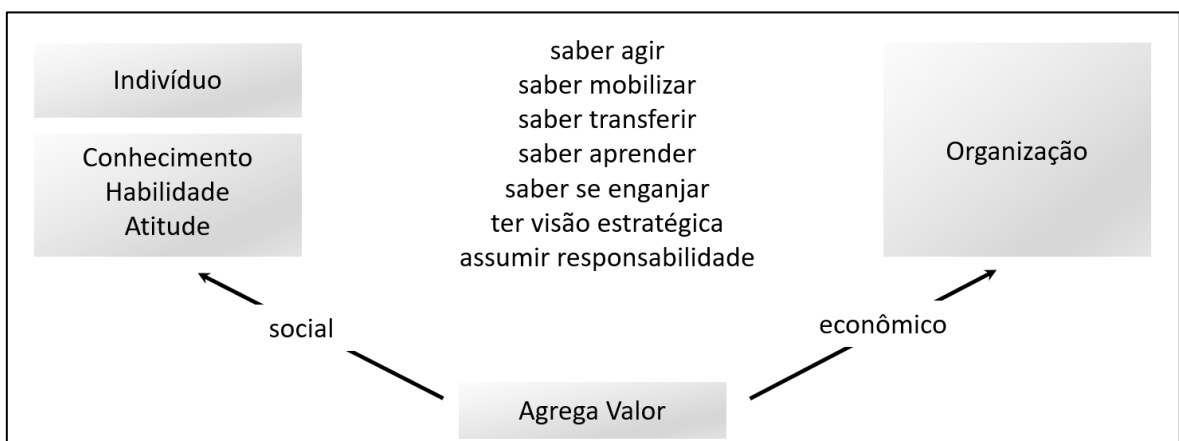 Indivíduo
Conhecimento
Habilidade
Atitude
saber agir
saber mobilizar
saber transferir
saber aprender
saber se enganjar
ter visão estratégica
assumir responsabilidade
Organização
social
econômico
Agrega Valor